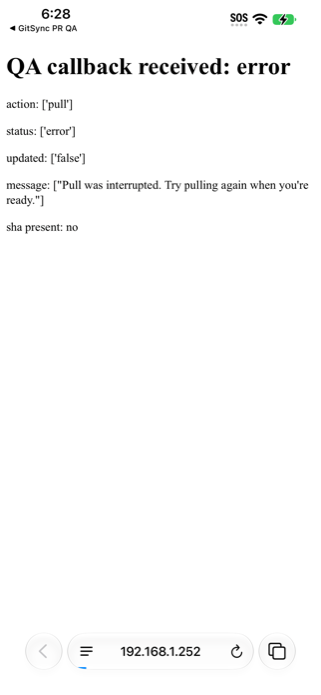 6:28
SOS
◀ GitSync PR QA
QA callback received: error
action: ['pull']
status: ['error']
updated: ['false']
message: ["Pull was interrupted. Try pulling again when you're
ready."]
sha present: no
192.168.1.252